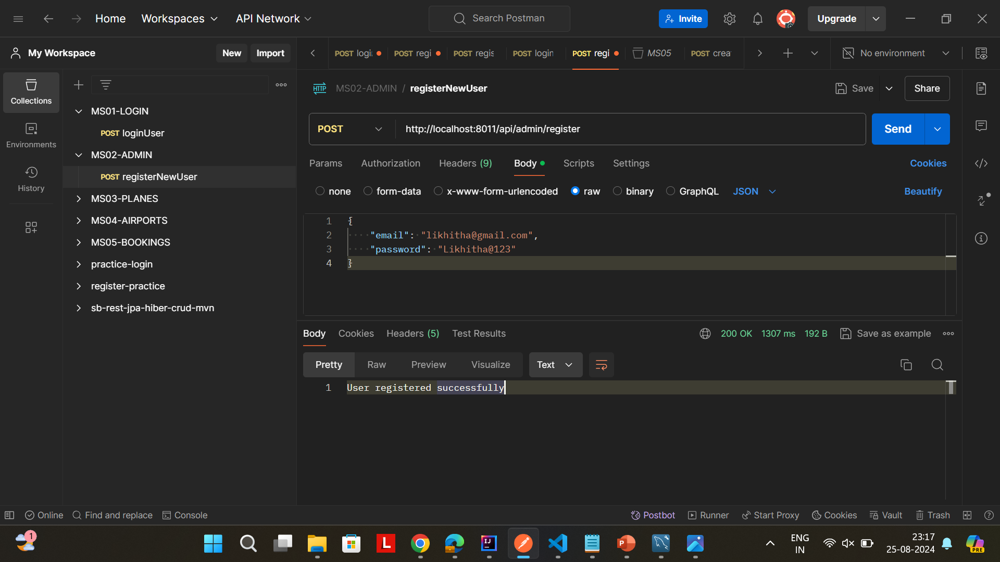 Home Workspaces API Network Search Postman Invite Upgrade
My Workspace New Import
POST logi POST regi POST regis POST login POST regi MS05 POST crea No environment
Collections
Environments
History
MS01-LOGIN
POST loginUser
MS02-ADMIN
POST registerNewUser
MS03-PLANES
MS04-AIRPORTS
MS05-BOOKINGS
practice-login
register-practice
sb-rest-jpa-hiber-crud-mvn
HTTP MS02-ADMIN / registerNewUser Save Share
POST http://localhost:8011/api/admin/register Send
Params Authorization Headers (9) Body Scripts Settings Cookies
none form-data x-www-form-urlencoded raw binary GraphQL JSON Beautify
1 {
2 "email": "likhitha@gmail.com",
3 "password": "Likhitha@123"
4 }
Body Cookies Headers (5) Test Results 200 OK 1307 ms 192 B Save as example
Pretty Raw Preview Visualize Text
1 User registered successfully
Online Find and replace Console Postbot Runner Start Proxy Cookies Vault Trash
1 L IJ P ENG 23:17 PRE
IN 25-08-2024